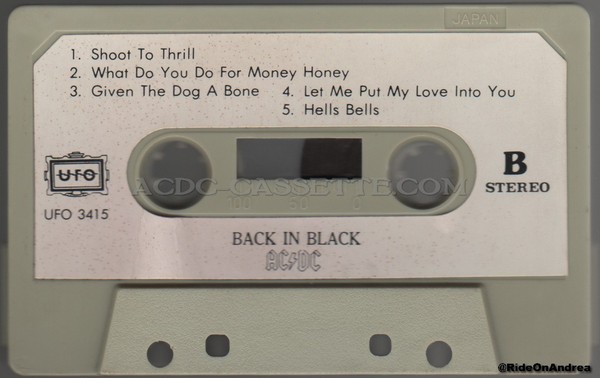 JAPAN
1. Shoot To Thrill
2. What Do You Do For Money Honey
3. Given The Dog A Bone 4. Let Me Put My Love Into You
5. Hells Bells
UFO
B
STEREO
ACDC-CASSETTE.COM
100 50 0
UFO 3415
BACK IN BLACK
AC⚡DC
@RideOnAndrea